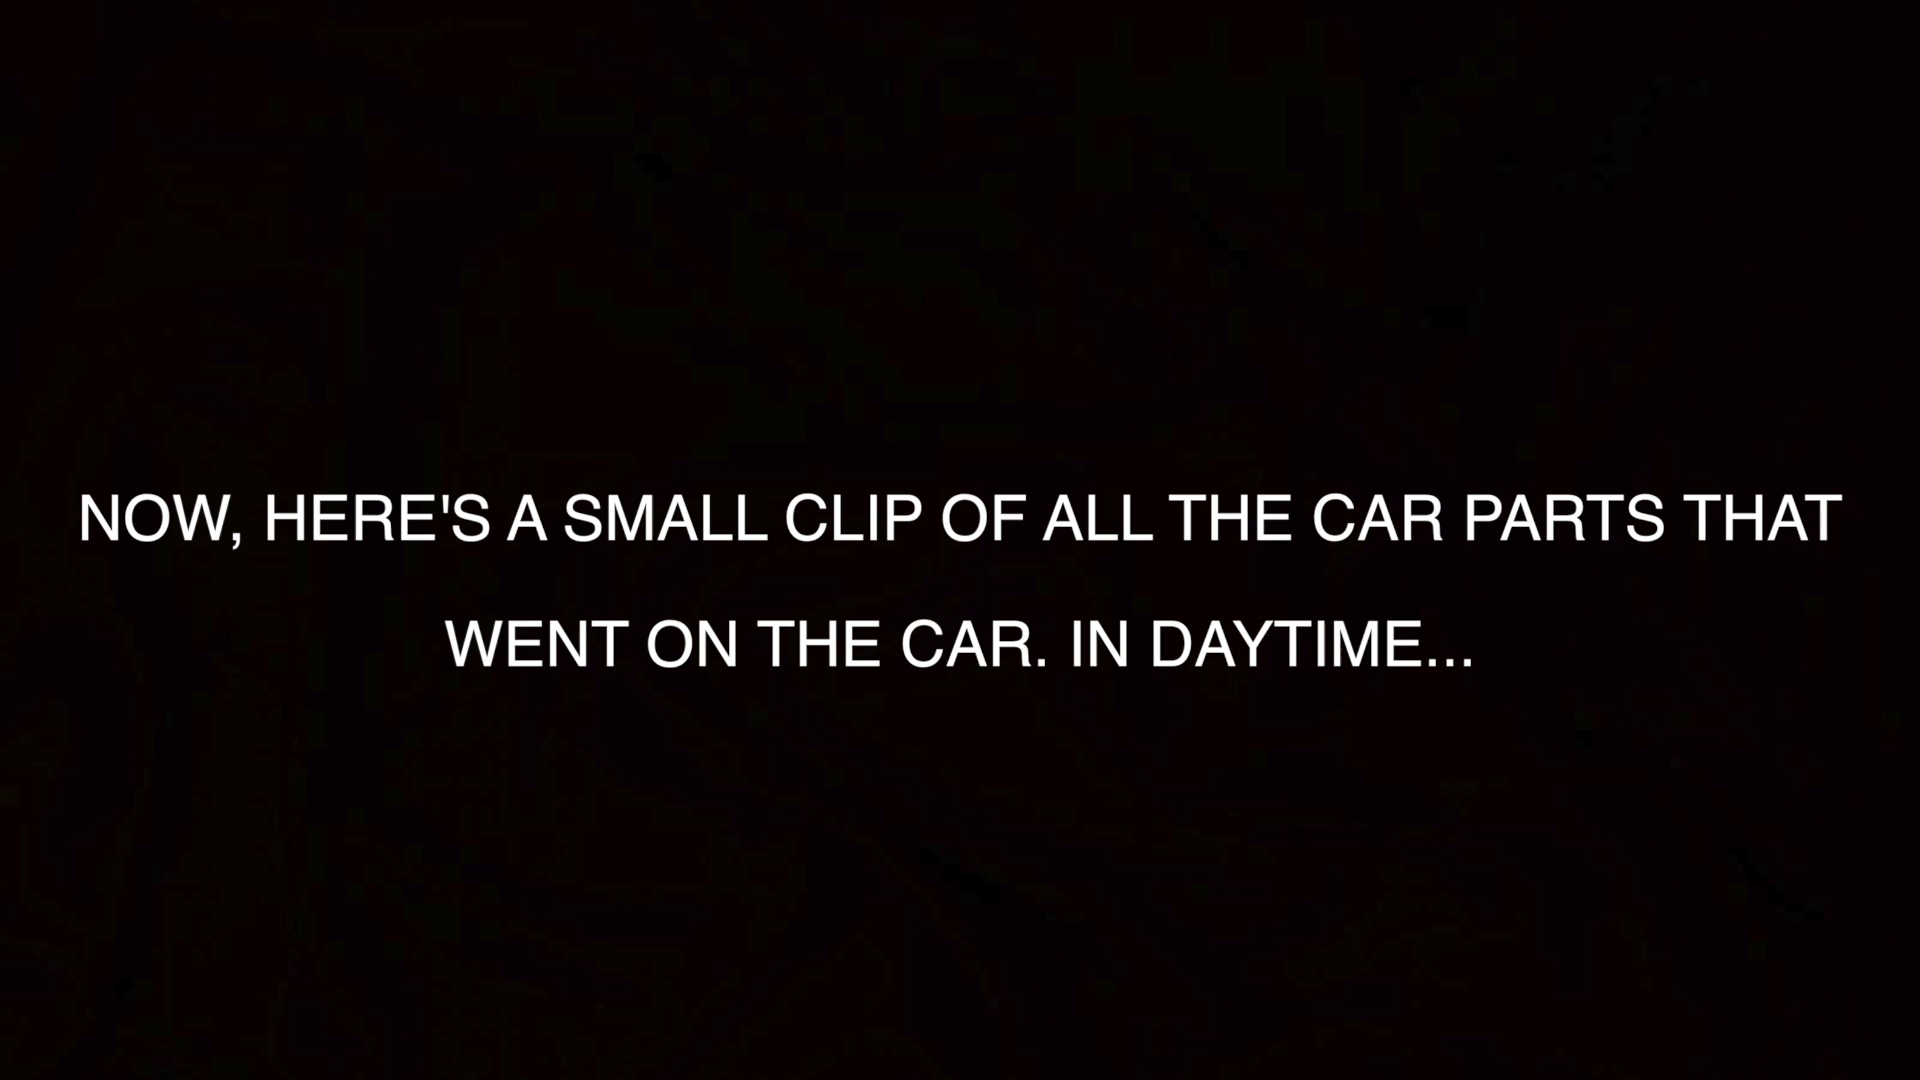 NOW, HERE'S A SMALL CLIP OF ALL THE CAR PARTS THAT
WENT ON THE CAR. IN DAYTIME...